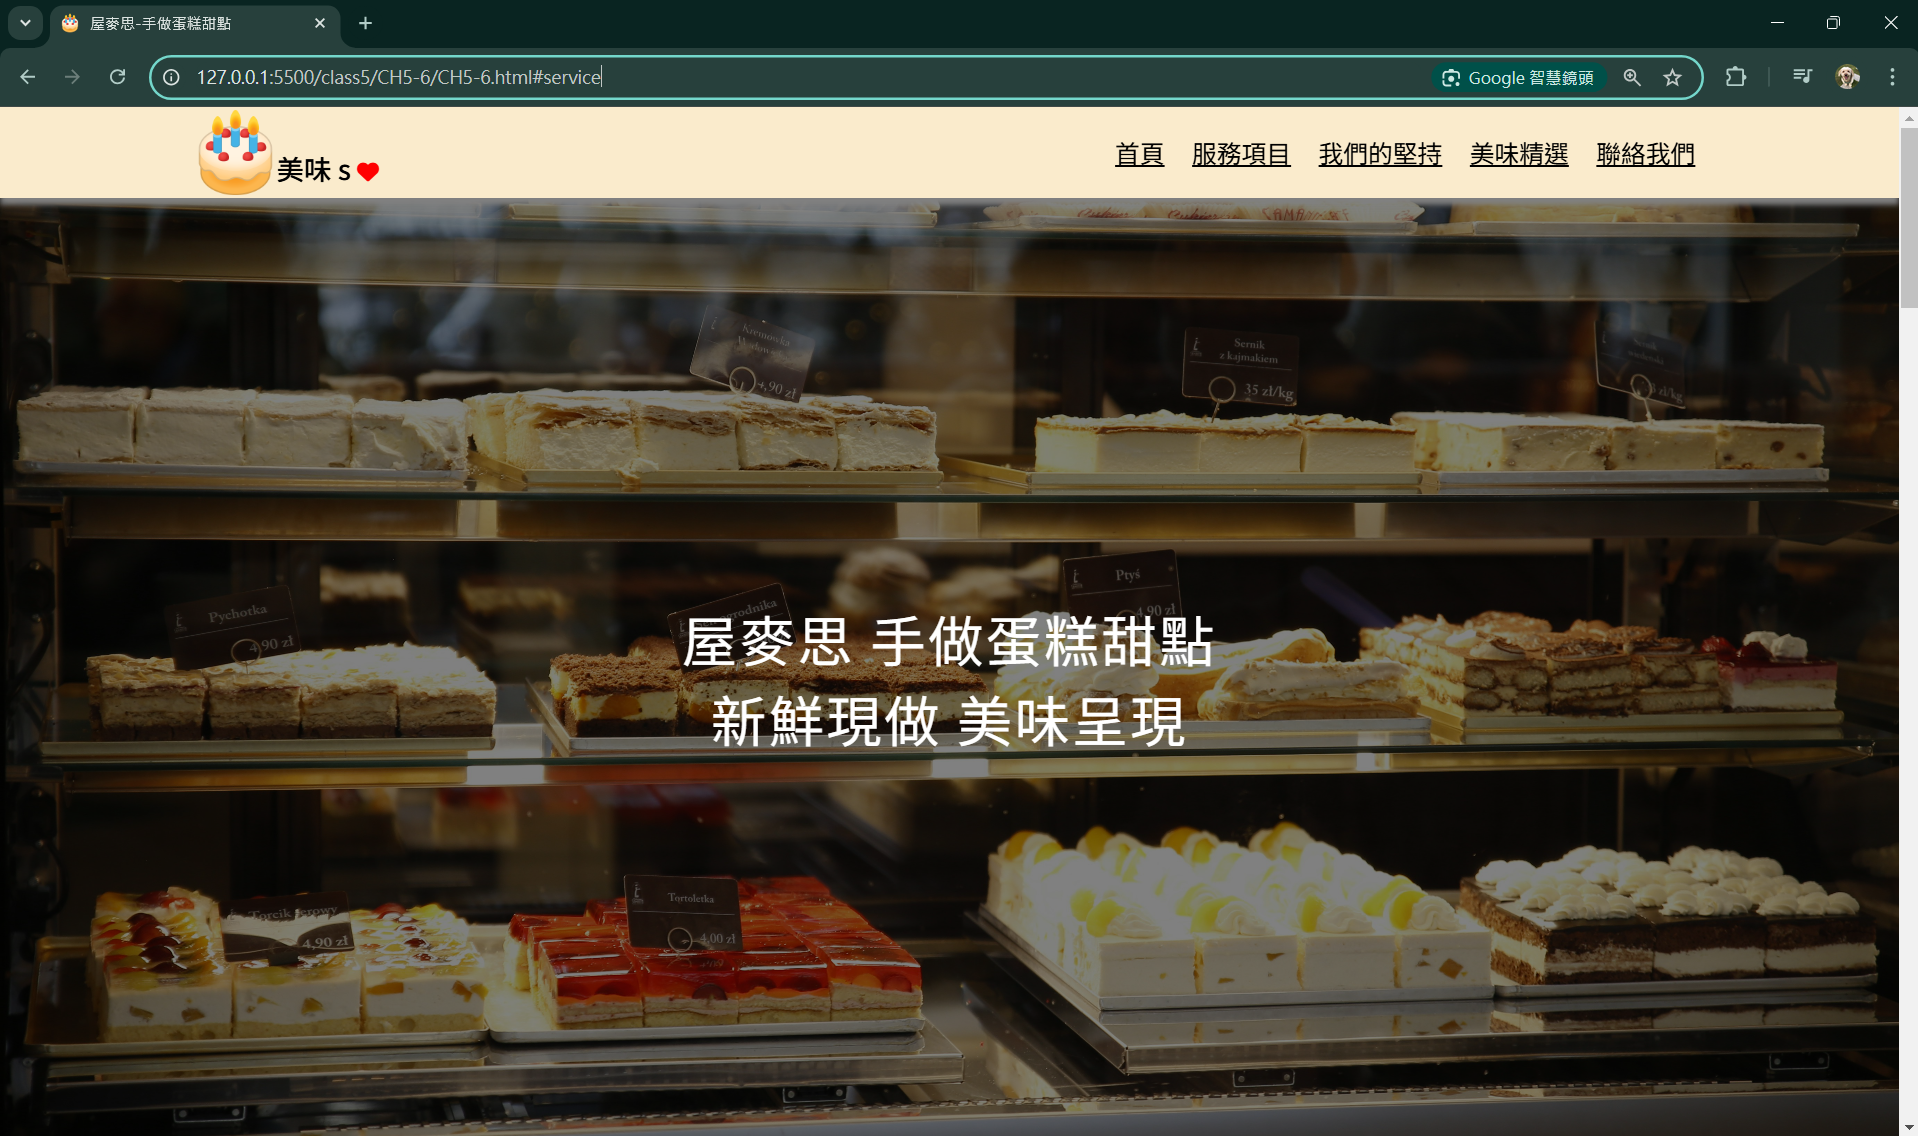 屋麥思-手做蛋糕甜點
127.0.0.1:5500/class5/CH5-6/CH5-6.html#service
Google 智慧鏡頭
美味 s
首頁 服務項目 我們的堅持 美味精選 聯絡我們
Kremowka
4,90 zł
Sernik
z kajmakiem
35 zł/kg
Ptyś
4,90 zł
Pychotka
4,90 zł
屋麥思 手做蛋糕甜點
新鮮現做 美味呈現
Tortoletka
4,00 zł
Torcik serowy
4,90 zł